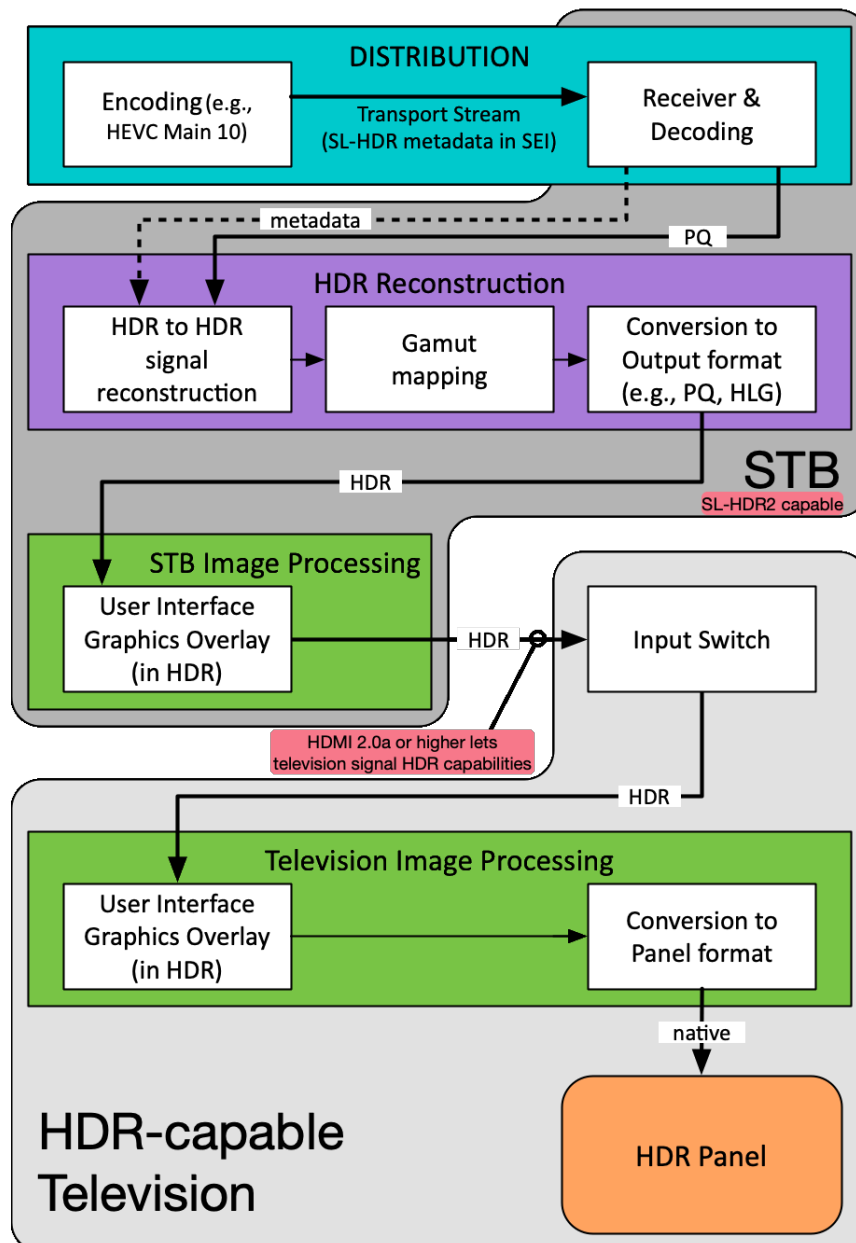 DISTRIBUTION
Encoding (e.g.,
HEVC Main 10)
Transport Stream
(SL-HDR metadata in SEI)
Receiver &
Decoding
metadata
PQ
HDR Reconstruction
HDR to HDR
signal
reconstruction
Gamut
mapping
Conversion to
Output format
(e.g., PQ, HLG)
HDR
STB
SL-HDR2 capable
STB Image Processing
User Interface
Graphics Overlay
(in HDR)
HDR
Input Switch
HDMI 2.0a or higher lets
television signal HDR capabilities
HDR
Television Image Processing
User Interface
Graphics Overlay
(in HDR)
Conversion to
Panel format
native
HDR-capable
Television
HDR Panel